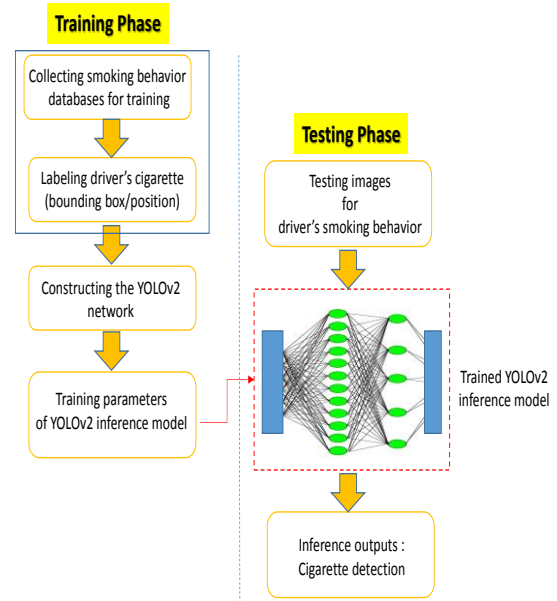 Training Phase
Collecting smoking behavior
databases for training
Labeling driver's cigarette
(bounding box/position)
Constructing the YOLOv2
network
Training parameters
of YOLOv2 inference model
Testing Phase
Testing images
for
driver's smoking behavior
Trained YOLOv2
inference model
Inference outputs :
Cigarette detection